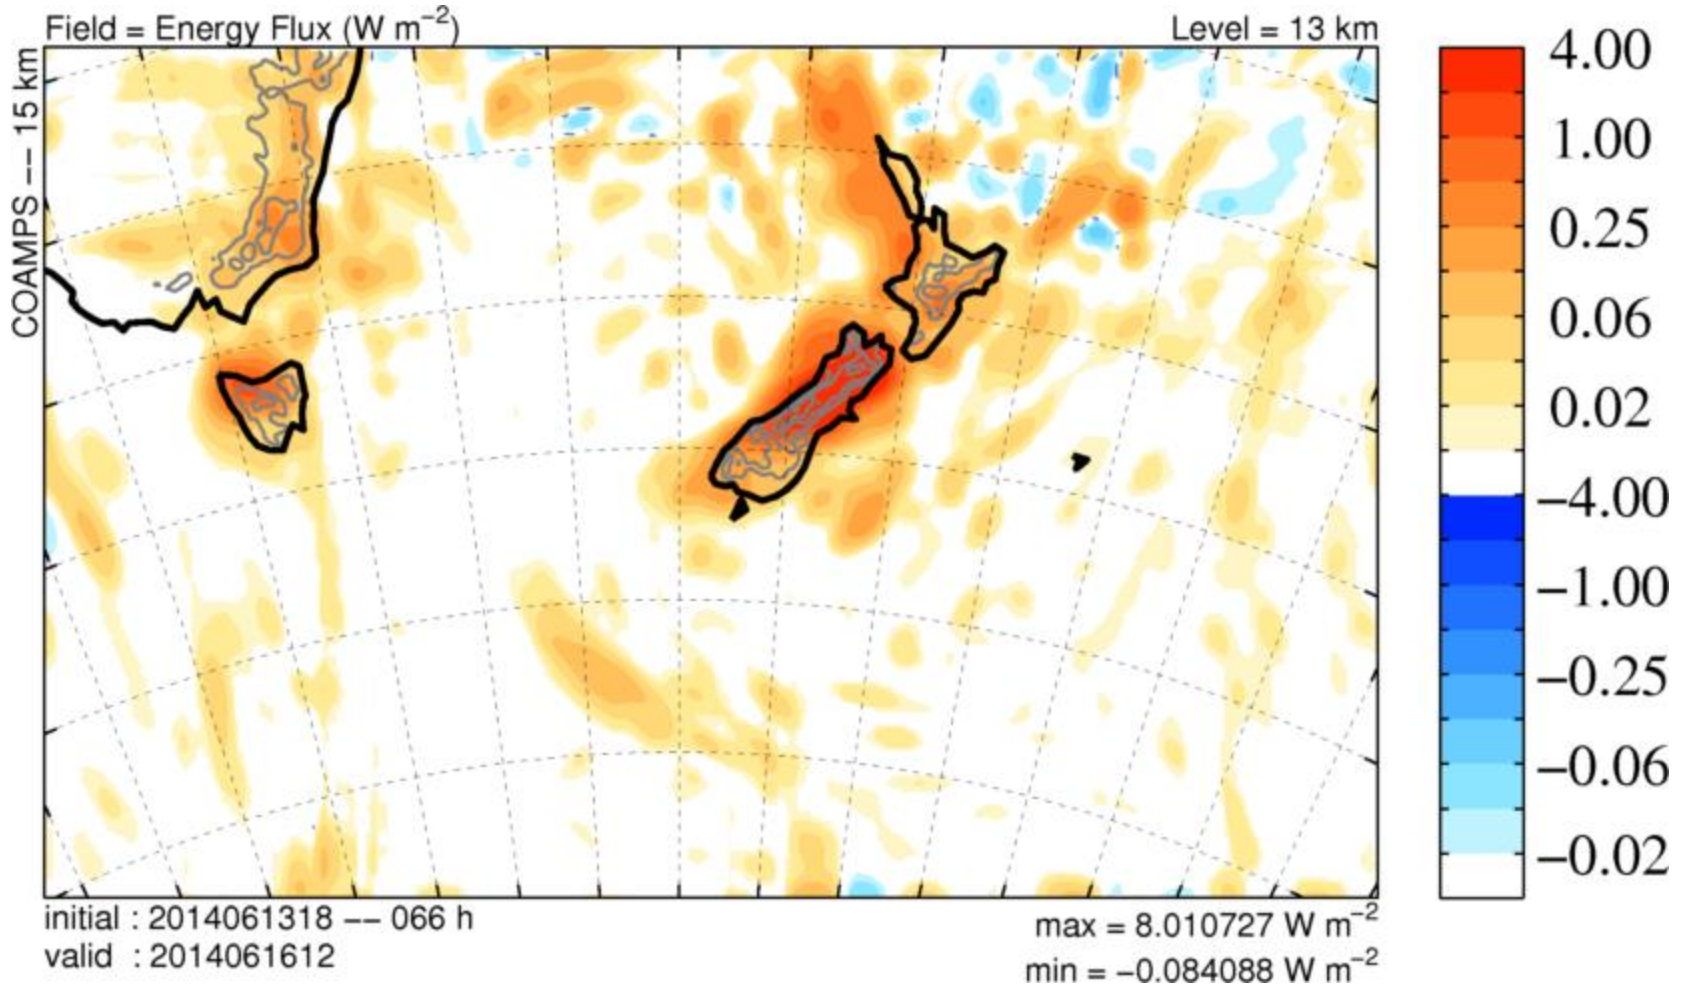 Field = Energy Flux (W m⁻²)
Level = 13 km
COAMPS –– 15 km
4.00
1.00
0.25
0.06
0.02
−4.00
−1.00
−0.25
−0.06
−0.02
initial : 2014061318 –– 066 h
valid : 2014061612
max = 8.010727 W m⁻²
min = −0.084088 W m⁻²